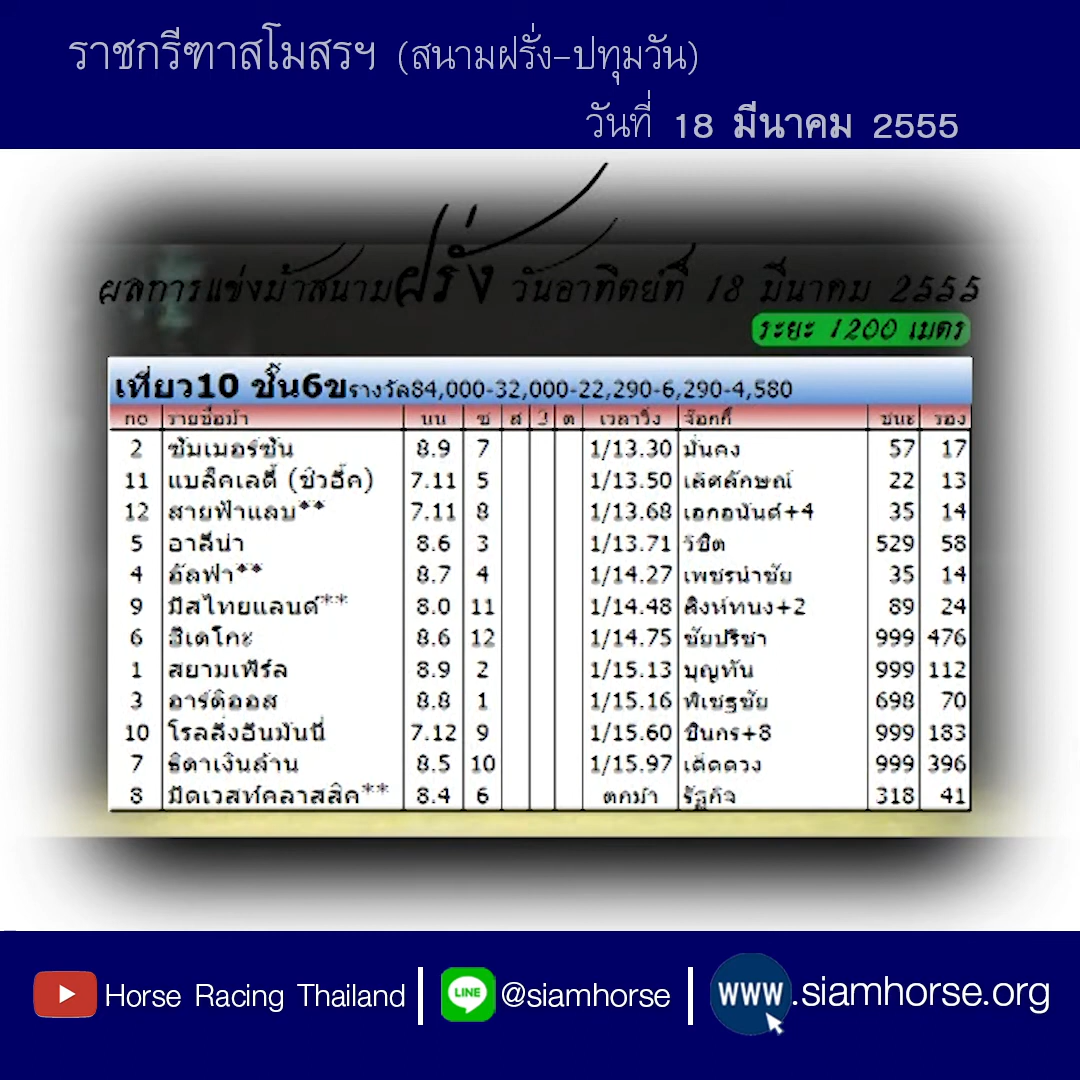 ราชกรีฑาสโมสรฯ (สนามฝรั่ง-ปทุมวัน)
วันที่ 18 มีนาคม 2555
ผลการแข่งม้าสนามฝรั่ง วันอาทิตย์ที่ 18 มีนาคม 2555
ระยะ 1200 เมตร
เที่ยว10 ชั้น6ข รางวัล84,000-32,000-22,290-6,290-4,580
no รายชื่อม้า นน ซ ส ว ต เวลาวิ่ง จ๊อกกี้ ชนะ รอง
2 ซัมเมอร์ซัน 8.9 7 1/13.30 มั่นคง 57 17
11 แบล็คเลดี้ (ซิวฮี้ค) 7.11 5 1/13.50 เลิศลักษณ์ 22 13
12 สายฟ้าแลบ** 7.11 8 1/13.68 เอกอนันต์+4 35 14
5 อาลีน่า 8.6 3 1/13.71 วิชิต 529 58
4 อัลฟ่า** 8.7 4 1/14.27 เพชรนำชัย 35 14
9 มิสไทยแลนด์** 8.0 11 1/14.48 สิงห์ทนง+2 89 24
6 ฮิเดโกะ 8.6 12 1/14.75 ชัยปรีชา 999 476
1 สยามเพิร์ล 8.9 2 1/15.13 บุญทัน 999 112
3 อาร์ดิออส 8.8 1 1/15.16 พิเชฐชัย 698 70
10 โรลลิ่งอินมันนี่ 7.12 9 1/15.60 ชินกร+8 999 183
7 ธิดาเงินล้าน 8.5 10 1/15.97 เด็ดดวง 999 396
8 มิดเวสท์คลาสสิค** 8.4 6 ตกม้า รัฐกิจ 318 41
Horse Racing Thailand | LINE @siamhorse | www.siamhorse.org